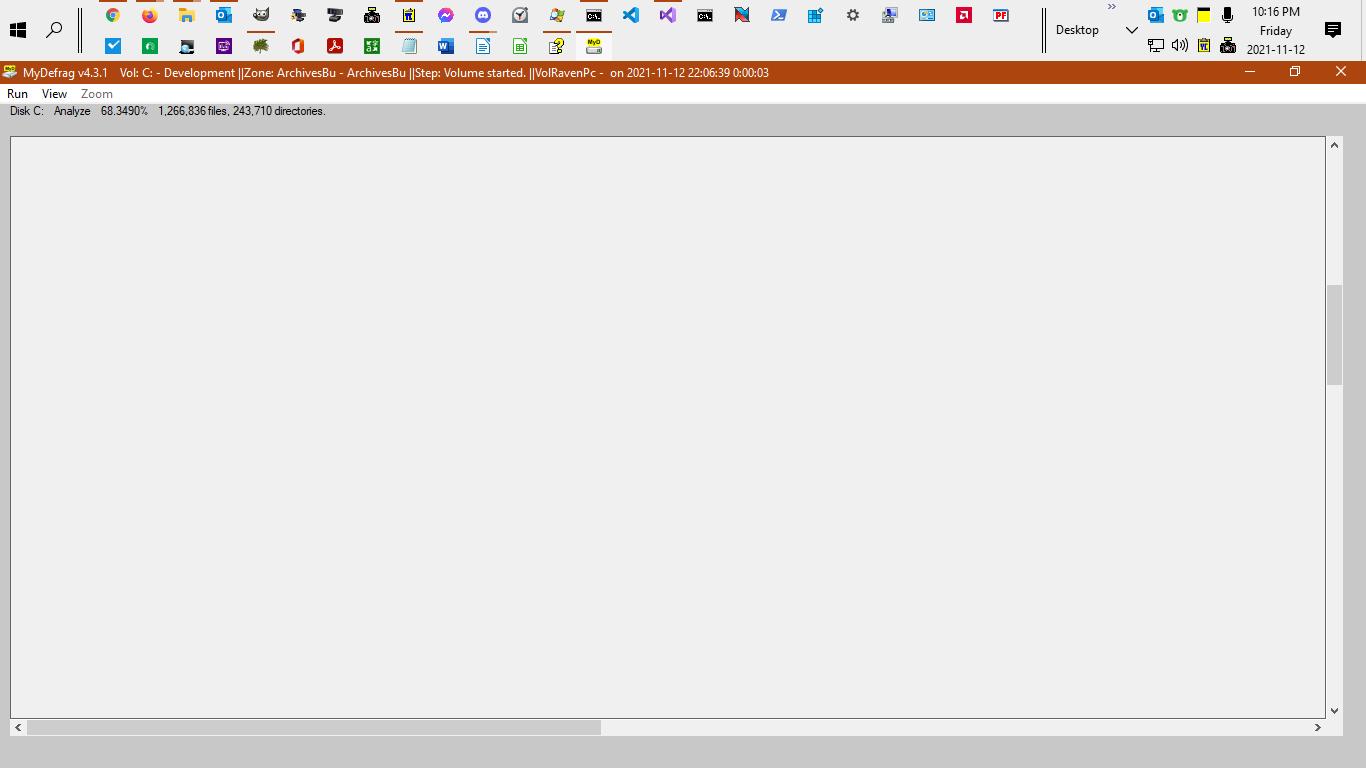 10:16 PM
Desktop
Friday
2021-11-12
MyDefrag v4.3.1 Vol: C: - Development ||Zone: ArchivesBu - ArchivesBu ||Step: Volume started. ||VolRavenPc - on 2021-11-12 22:06:39 0:00:03
Run View Zoom
Disk C: Analyze 68.3490% 1,266,836 files, 243,710 directories.